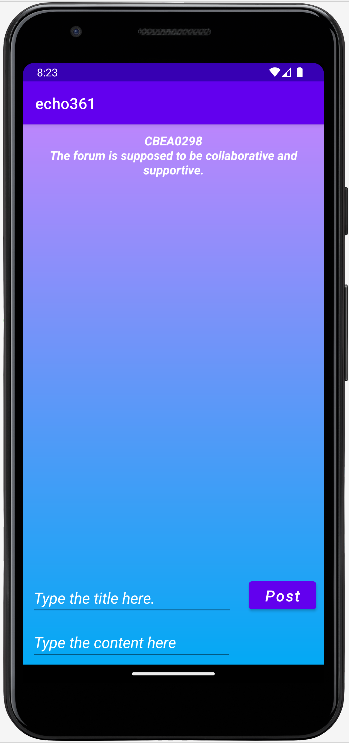 8:23
echo361
CBEA0298
The forum is supposed to be collaborative and
supportive.
Type the title here.
Post
Type the content here